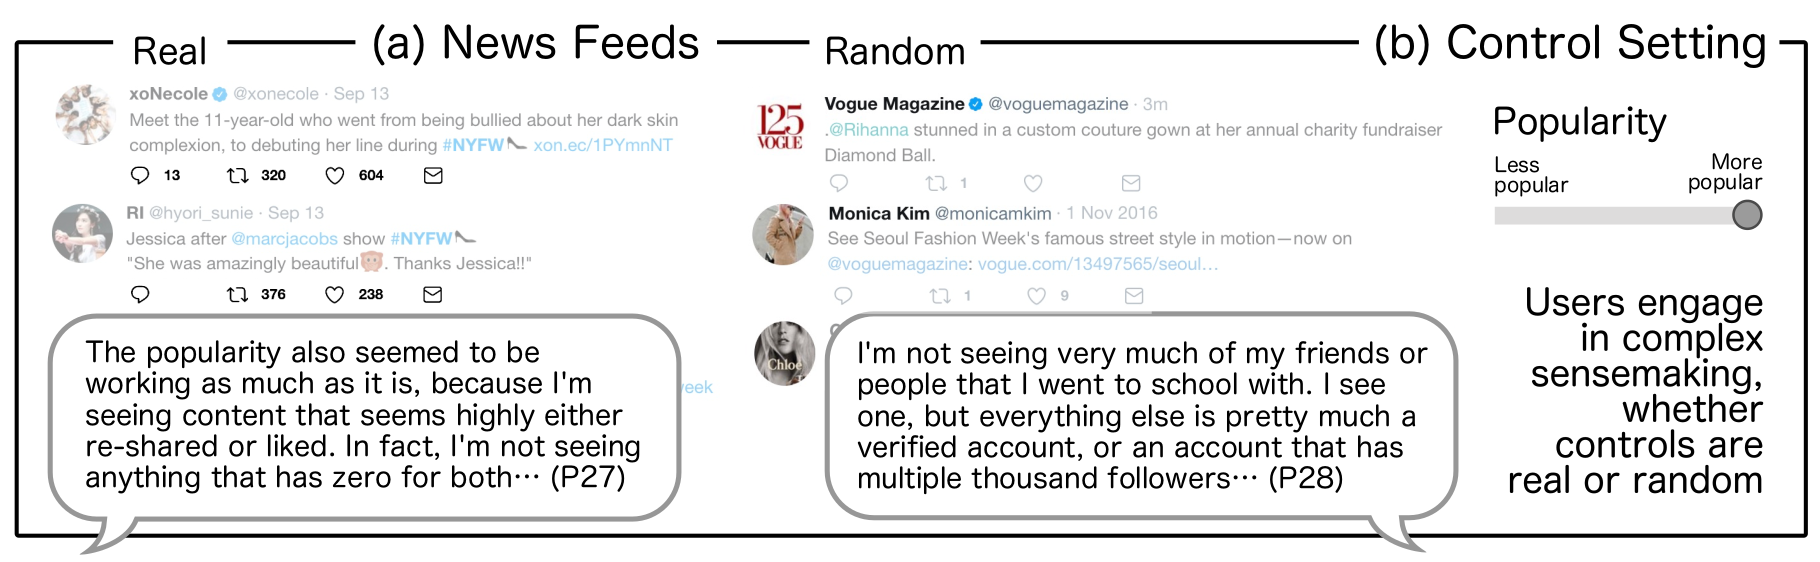 Real
(a) News Feeds
Random
(b) Control Setting
xoNecole @xonecole · Sep 13
Meet the 11-year-old who went from being bullied about her dark skin
complexion, to debuting her line during #NYFW xon.ec/1PYmnNT
13 320 604
RI @hyori_sunie · Sep 13
Jessica after @marcjacobs show #NYFW
"She was amazingly beautiful. Thanks Jessica!!"
376 238
The popularity also seemed to be
working as much as it is, because I'm
seeing content that seems highly either
re-shared or liked. In fact, I'm not seeing
anything that has zero for both··· (P27)
125
VOGUE
Vogue Magazine @voguemagazine · 3m
.@Rihanna stunned in a custom couture gown at her annual charity fundraiser
Diamond Ball.
1
Monica Kim @monicamkim · 1 Nov 2016
See Seoul Fashion Week's famous street style in motion—now on
@voguemagazine: vogue.com/13497565/seoul...
1 9
Chloé
I'm not seeing very much of my friends or
people that I went to school with. I see
one, but everything else is pretty much a
verified account, or an account that has
multiple thousand followers··· (P28)
Popularity
Less
popular
More
popular
Users engage
in complex
sensemaking,
whether
controls are
real or random